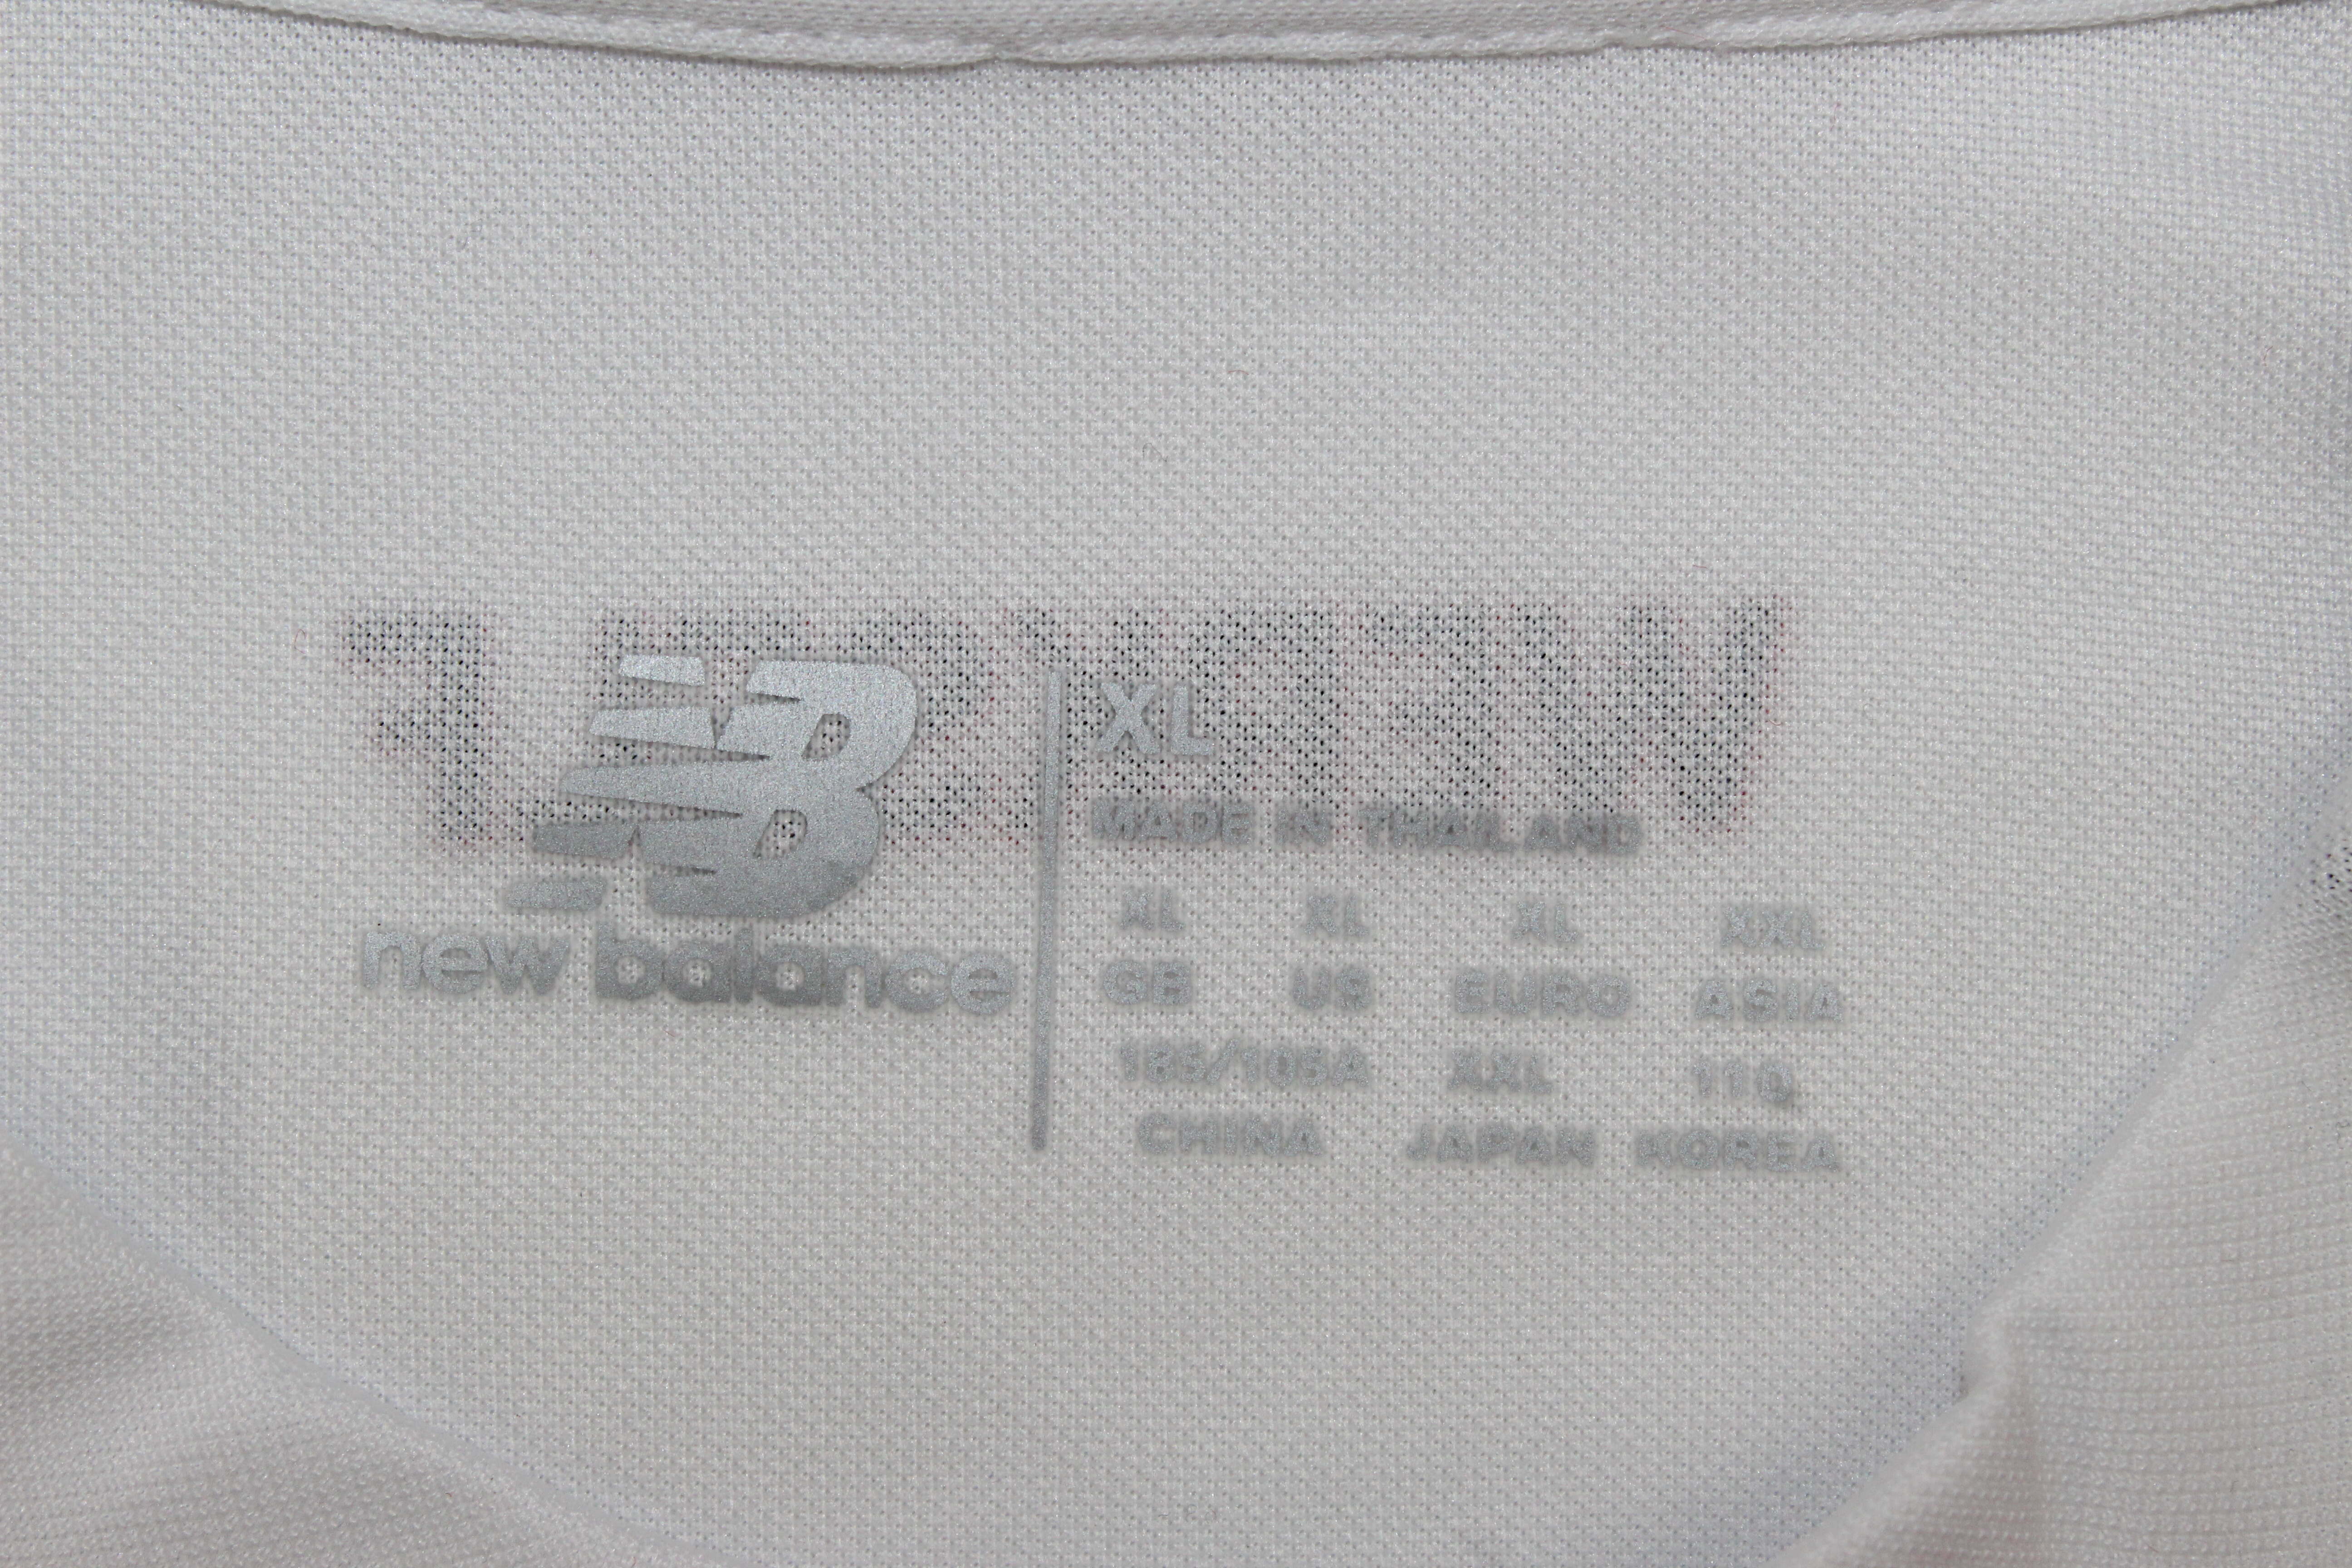 XL
MADE IN THAILAND
new balance
XL XL XL XXL
GB US EURO ASIA
185/105A XXL 110
CHINA JAPAN KOREA